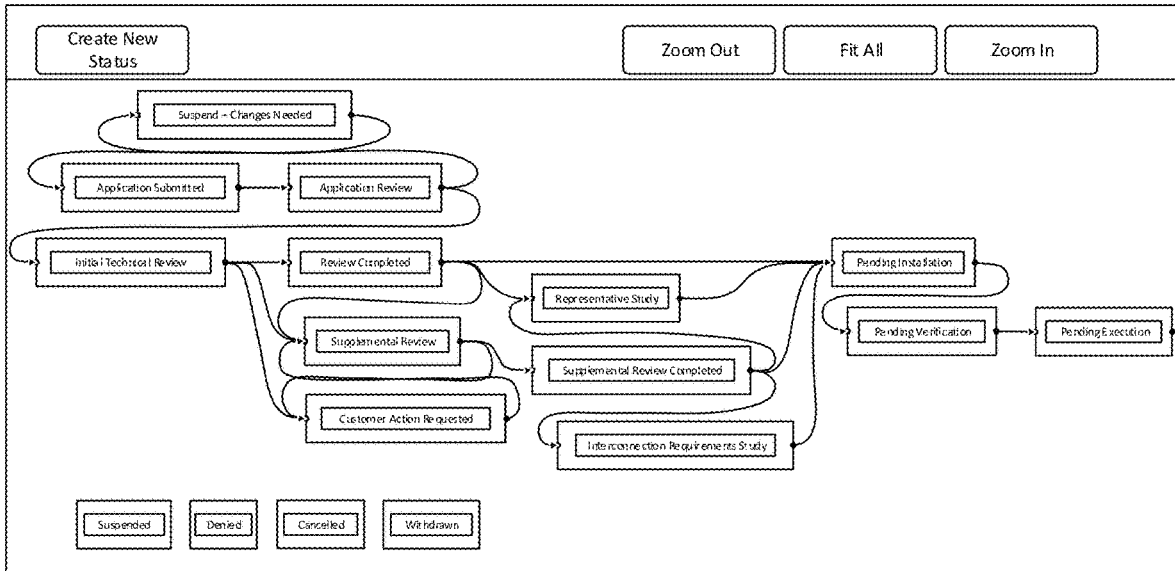 Create New
Status
Zoom Out
Fit All
Zoom In
Suspend – Changes Needed
Application Submitted
Application Review
Initial Technical Review
Review Completed
Pending Installation
Representative Study
Supplemental Review
Pending Verification
Pending Execution
Supplemental Review Completed
Customer Action Requested
Interconnection Requirements Study
Suspended
Denied
Cancelled
Withdrawn